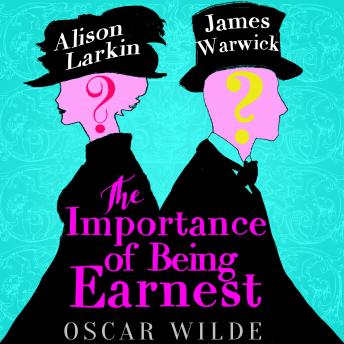 Alison
Larkin
James
Warwick
?
?
The
Importance
of Being
Earnest
OSCAR WILDE